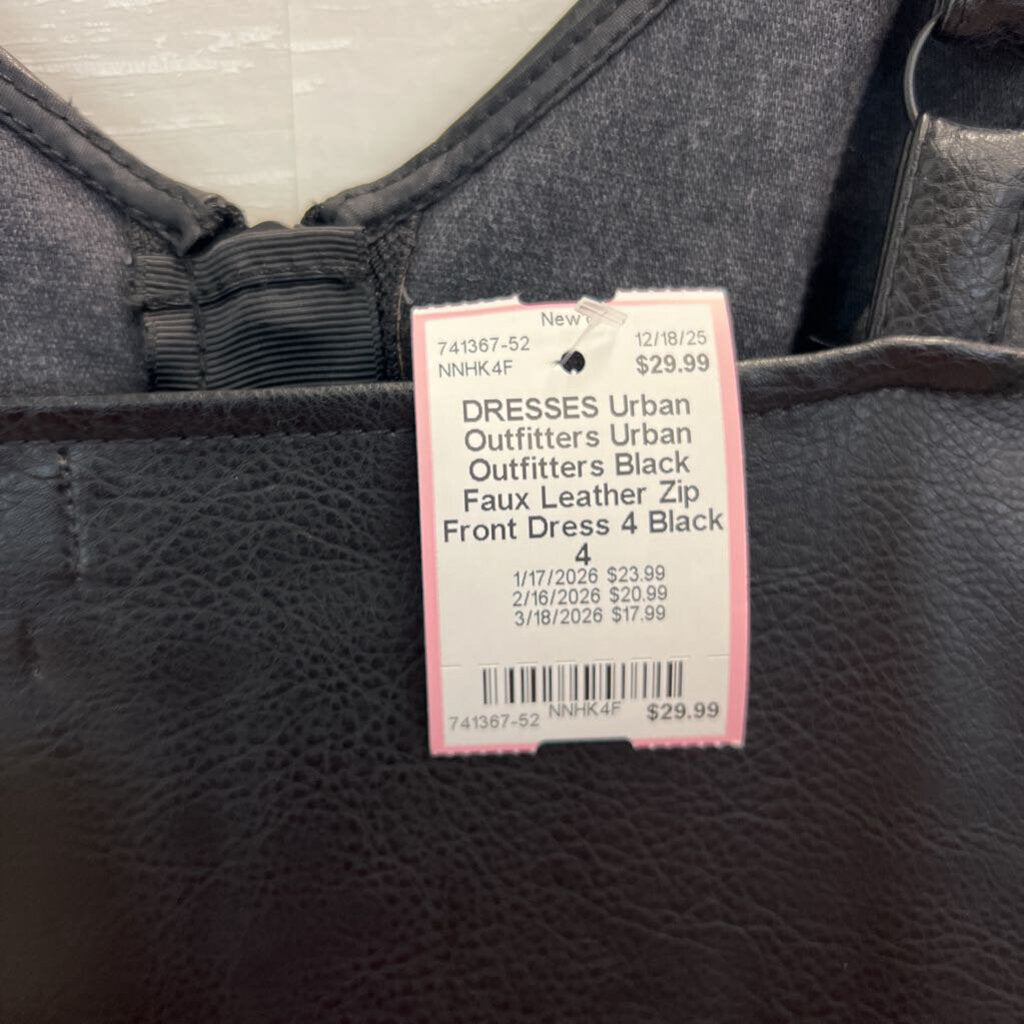 New
741367-52 12/18/25
NNHK4F $29.99
DRESSES Urban
Outfitters Urban
Outfitters Black
Faux Leather Zip
Front Dress 4 Black
4
1/17/2026 $23.99
2/16/2026 $20.99
3/18/2026 $17.99
741367-52 NNHK4F $29.99